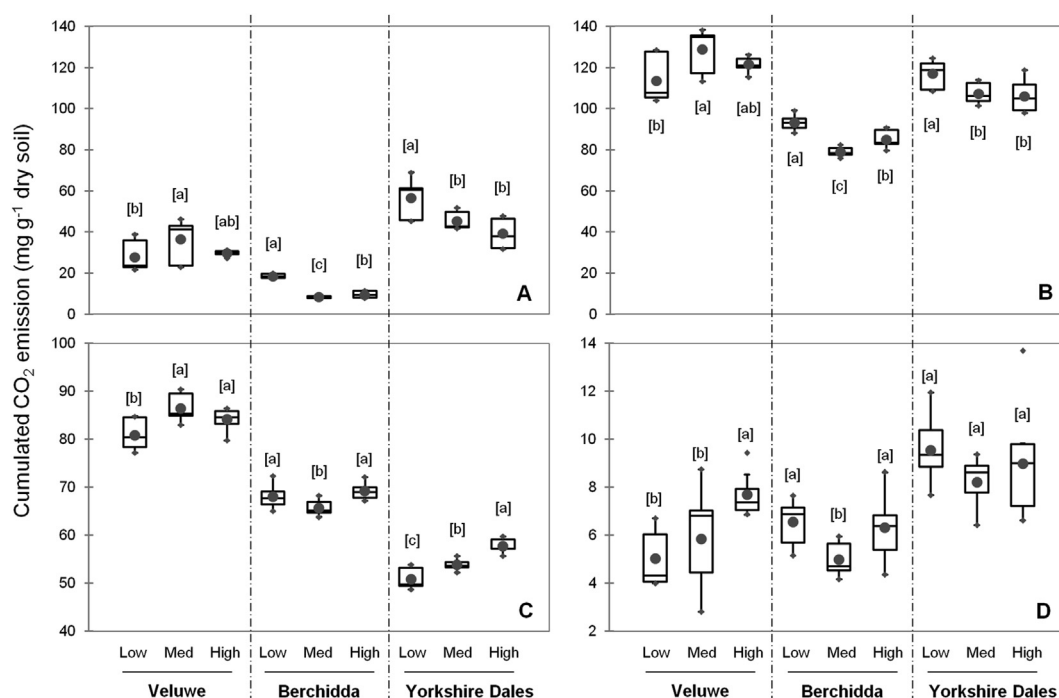 Cumulated CO₂ emission (mg g⁻¹ dry soil)
140
120
100
80
60
40
20
0
[b]
[a]
[ab]
[a]
[c]
[b]
[a]
[b]
[b]
A
140
120
100
80
60
40
20
0
[b]
[a]
[ab]
[a]
[c]
[b]
[a]
[b]
[b]
B
100
90
80
70
60
50
40
[b]
[a]
[a]
[a]
[b]
[a]
[c]
[b]
[a]
C
14
12
10
8
6
4
2
[b]
[b]
[a]
[a]
[b]
[a]
[a]
[a]
[a]
D
Low Med High Low Med High Low Med High
Veluwe Berchidda Yorkshire Dales
Low Med High Low Med High Low Med High
Veluwe Berchidda Yorkshire Dales